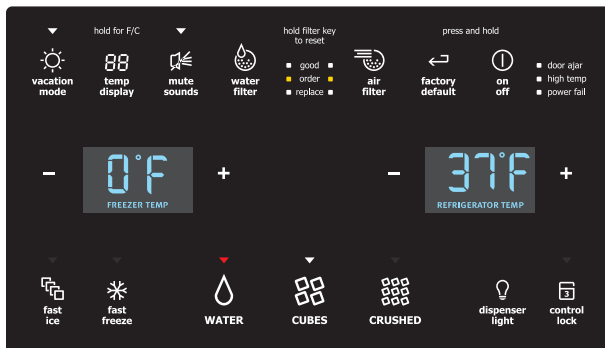 hold for F/C
hold filter key
to reset
press and hold
88
vacation
mode
temp
display
mute
sounds
water
filter
good
order
replace
air
filter
factory
default
on
off
door ajar
high temp
power fail
- 0°F +
FREEZER TEMP
- 37°F +
REFRIGERATOR TEMP
fast
ice
fast
freeze
WATER
CUBES
CRUSHED
dispenser
light
3
control
lock